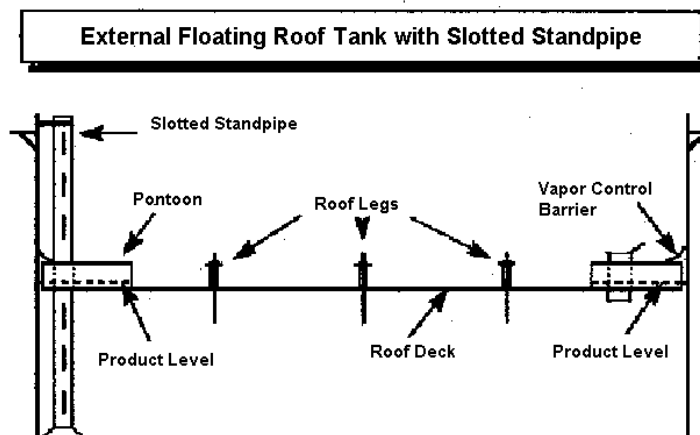 External Floating Roof Tank with Slotted Standpipe
Slotted Standpipe
Pontoon
Roof Legs
Vapor Control
Barrier
Product Level
Roof Deck
Product Level